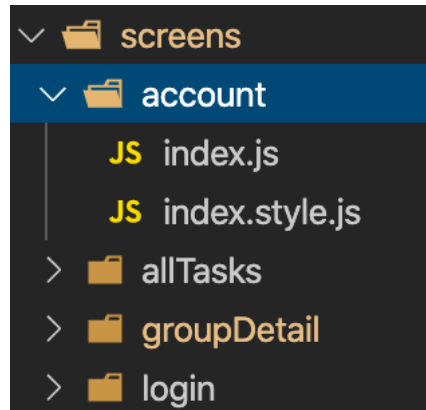 screens
account
JS index.js
JS index.style.js
allTasks
groupDetail
login